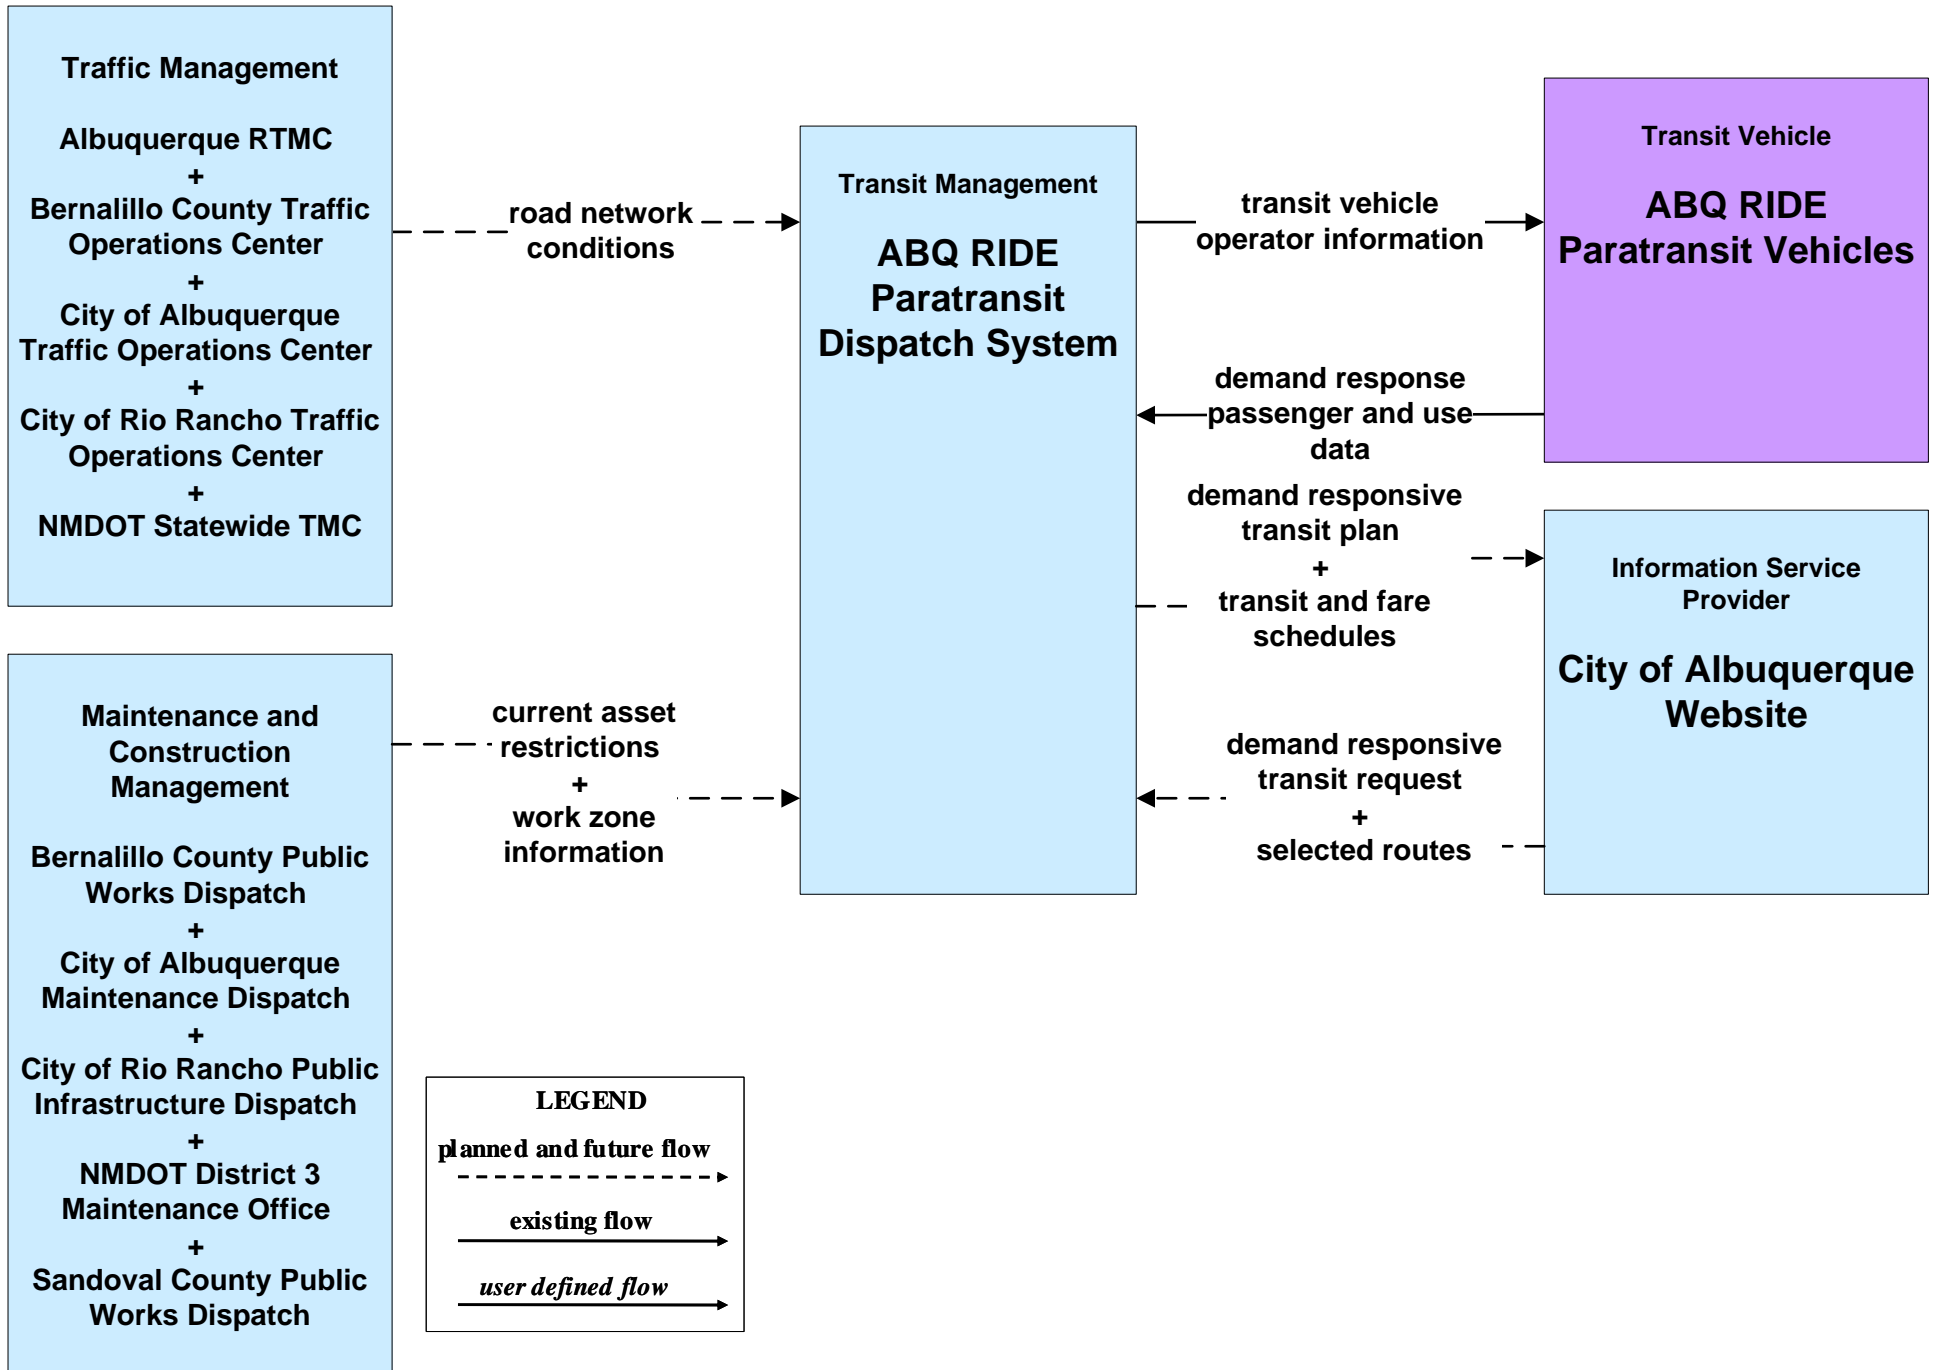 Traffic Management
Albuquerque RTMC
+
Bernalillo County Traffic
Operations Center
+
City of Albuquerque
Traffic Operations Center
+
City of Rio Rancho Traffic
Operations Center
+
NMDOT Statewide TMC
Maintenance and
Construction
Management
Bernalillo County Public
Works Dispatch
+
City of Albuquerque
Maintenance Dispatch
+
City of Rio Rancho Public
Infrastructure Dispatch
+
NMDOT District 3
Maintenance Office
+
Sandoval County Public
Works Dispatch
road network
conditions
current asset
restrictions
+
work zone
information
LEGEND
planned and future flow
existing flow
user defined flow
Transit Management
ABQ RIDE
Paratransit
Dispatch System
transit vehicle
operator information
demand response
passenger and use
data
demand responsive
transit plan
+
transit and fare
schedules
demand responsive
transit request
+
selected routes
Transit Vehicle
ABQ RIDE
Paratransit Vehicles
Information Service
Provider
City of Albuquerque
Website